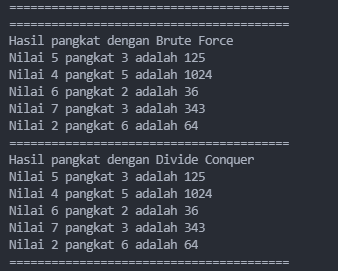 ========================================
========================================
Hasil pangkat dengan Brute Force
Nilai 5 pangkat 3 adalah 125
Nilai 4 pangkat 5 adalah 1024
Nilai 6 pangkat 2 adalah 36
Nilai 7 pangkat 3 adalah 343
Nilai 2 pangkat 6 adalah 64
========================================
Hasil pangkat dengan Divide Conquer
Nilai 5 pangkat 3 adalah 125
Nilai 4 pangkat 5 adalah 1024
Nilai 6 pangkat 2 adalah 36
Nilai 7 pangkat 3 adalah 343
Nilai 2 pangkat 6 adalah 64
========================================